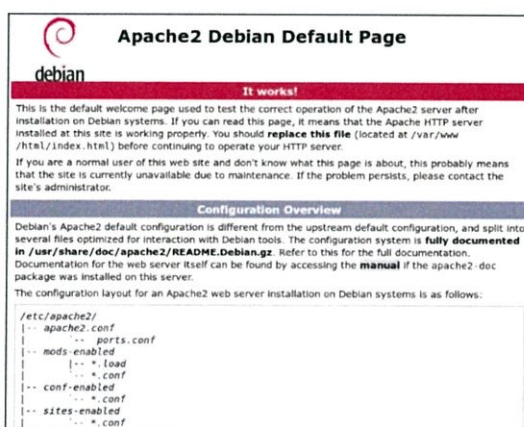 Apache2 Debian Default Page
debian
It works!
This is the default welcome page used to test the correct operation of the Apache2 server after
installation on Debian systems. If you can read this page, it means that the Apache HTTP server
installed at this site is working properly. You should replace this file (located at /var/www
/html/index.html) before continuing to operate your HTTP server.
If you are a normal user of this web site and don't know what this page is about, this probably means
that the site is currently unavailable due to maintenance. If the problem persists, please contact the
site's administrator.
Configuration Overview
Debian's Apache2 default configuration is different from the upstream default configuration, and split into
several files optimized for interaction with Debian tools. The configuration system is fully documented
in /usr/share/doc/apache2/README.Debian.gz. Refer to this for the full documentation.
Documentation for the web server itself can be found by accessing the manual if the apache2-doc
package was installed on this server.
The configuration layout for an Apache2 web server installation on Debian systems is as follows:
/etc/apache2/
|-- apache2.conf
|       `-- ports.conf
|-- mods-enabled
|       |-- *.load
|       `-- *.conf
|-- conf-enabled
|       `-- *.conf
|-- sites-enabled
|       `-- *.conf